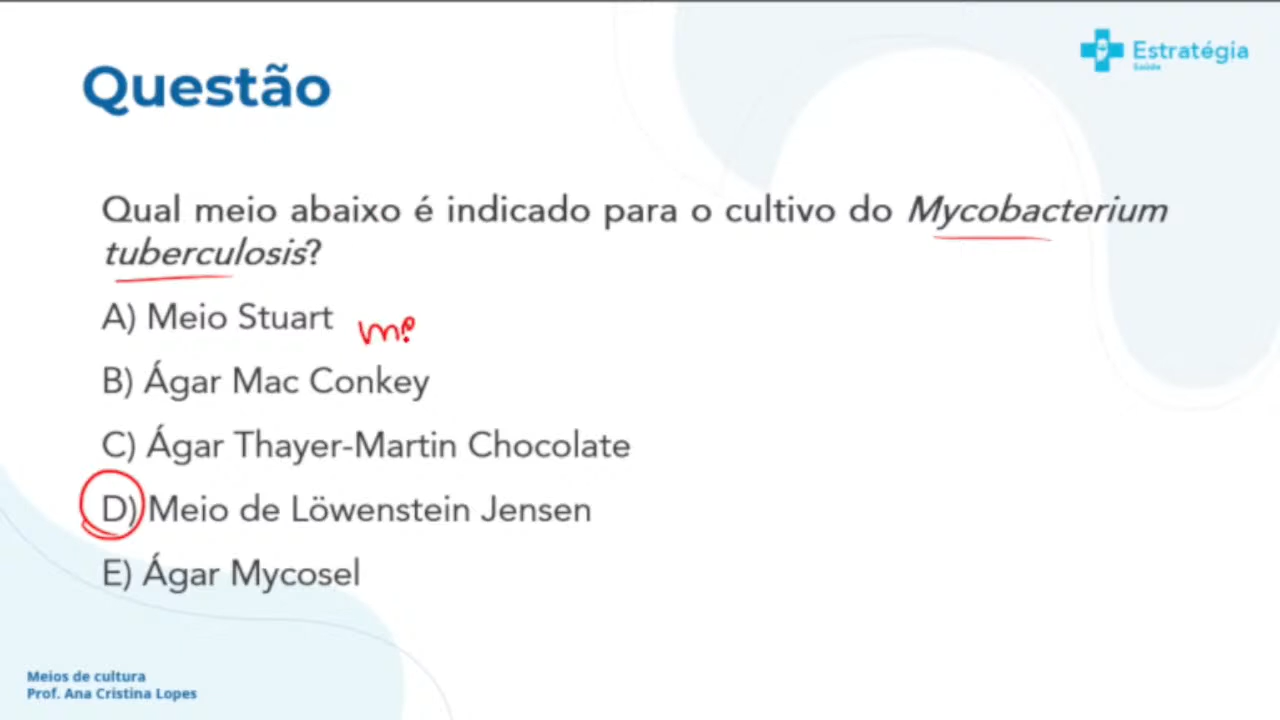 Estratégia
Saúde
Questão
Qual meio abaixo é indicado para o cultivo do Mycobacterium
tuberculosis?
A) Meio Stuart
B) Ágar Mac Conkey
C) Ágar Thayer-Martin Chocolate
D) Meio de Löwenstein Jensen
E) Ágar Mycosel
Meios de cultura
Prof. Ana Cristina Lopes